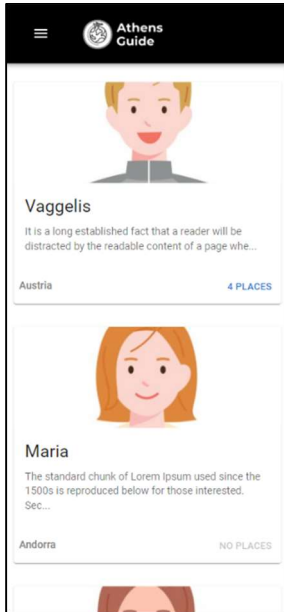 Athens
Guide
Vaggelis
It is a long established fact that a reader will be
distracted by the readable content of a page whe...
Austria
4 PLACES
Maria
The standard chunk of Lorem Ipsum used since the
1500s is reproduced below for those interested.
Sec...
Andorra
NO PLACES